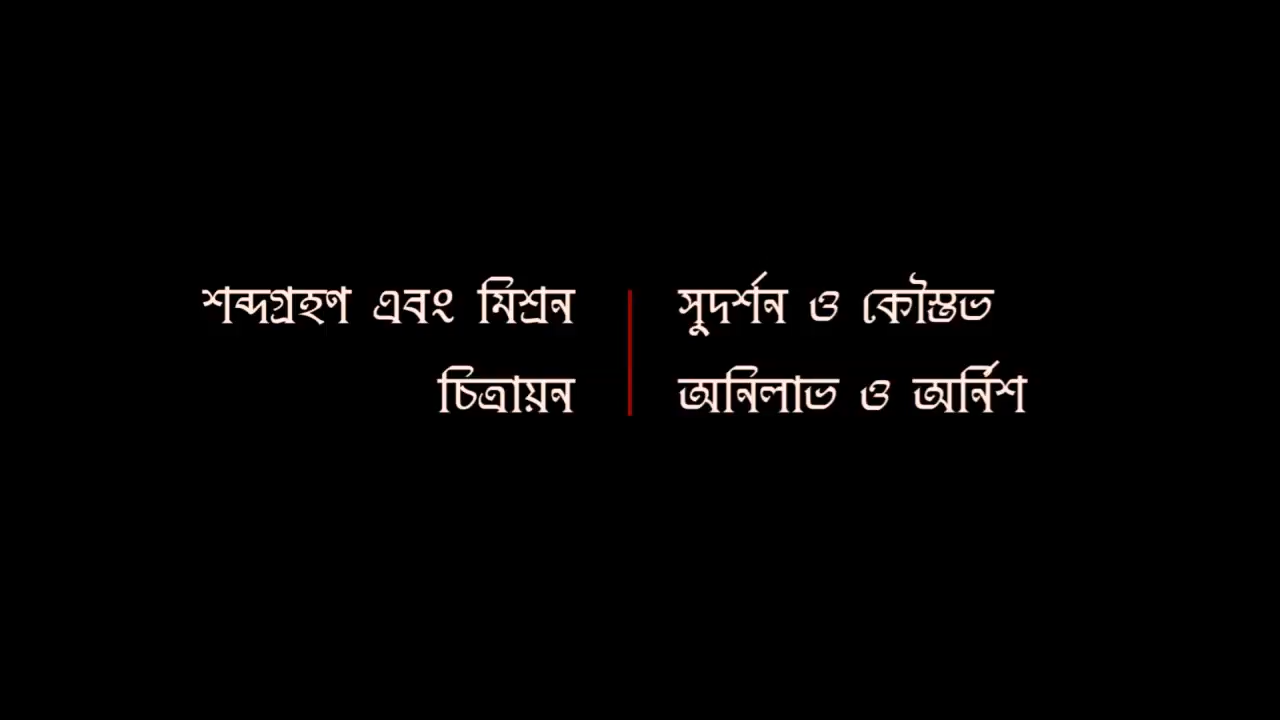 শব্দগ্রহণ এবং মিশ্রন সুদর্শন ও কৌস্তভ
চিত্রায়ন অনিলাভ ও অর্নিশ